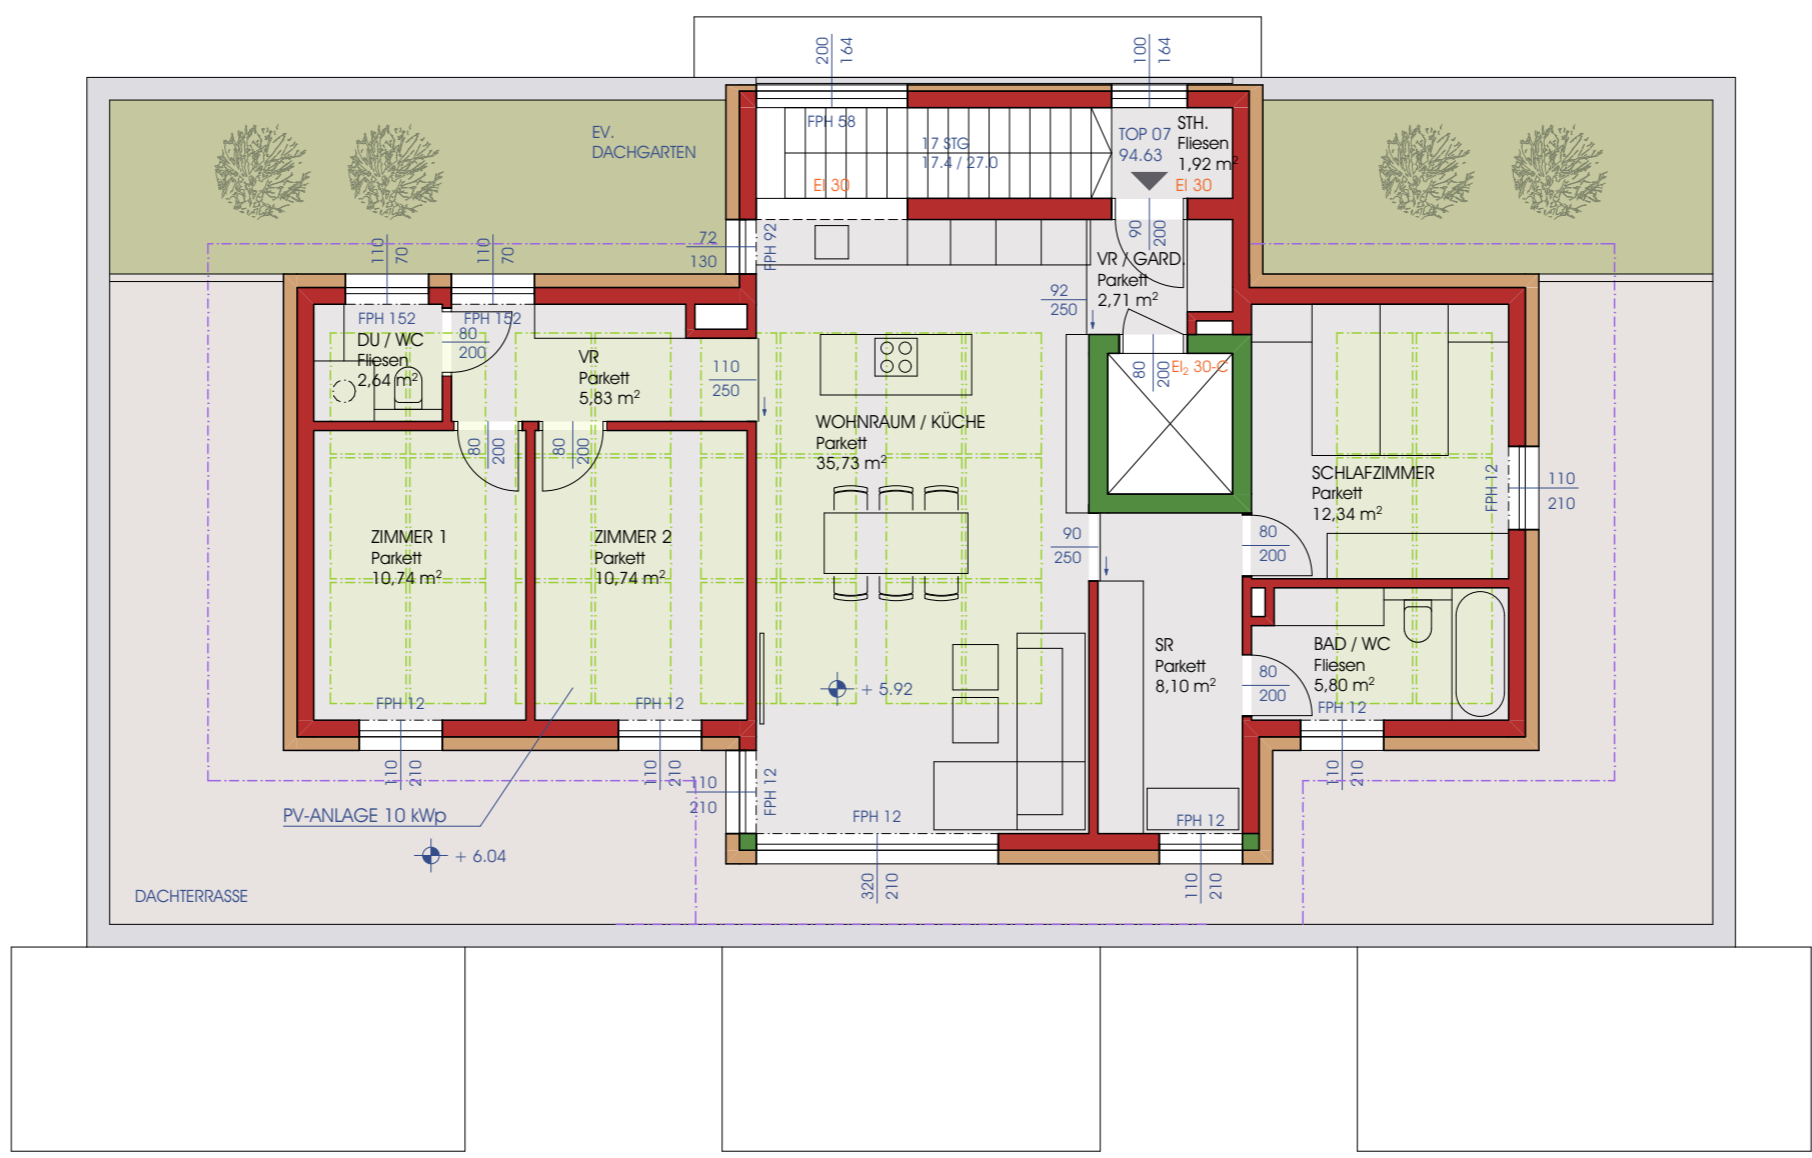 200
164
100
164
EV.
DACHGARTEN
FPH 58
17 STG
17.4 / 27.0
EI 30
TOP 07
94.63
STH.
Fliesen
1,92 m²
EI 30
110
70
110
70
72
130
FPH 92
90
200
VR / GARD.
Parkett
2,71 m²
92
250
FPH 152
FPH 152
DU / WC
Fliesen
2,64 m²
80
200
VR
Parkett
5,83 m²
110
250
80
200
EI₂ 30-C
WOHNRAUM / KÜCHE
Parkett
35,73 m²
80
200
80
200
SCHLAFZIMMER
Parkett
12,34 m²
FPH 12
110
210
ZIMMER 1
Parkett
10,74 m²
ZIMMER 2
Parkett
10,74 m²
90
250
80
200
SR
Parkett
8,10 m²
BAD / WC
Fliesen
5,80 m²
80
200
+ 5.92
FPH 12
FPH 12
FPH 12
110
210
110
210
110
210
FPH 12
110
210
PV-ANLAGE 10 kWp
FPH 12
FPH 12
+ 6.04
320
210
110
210
DACHTERRASSE